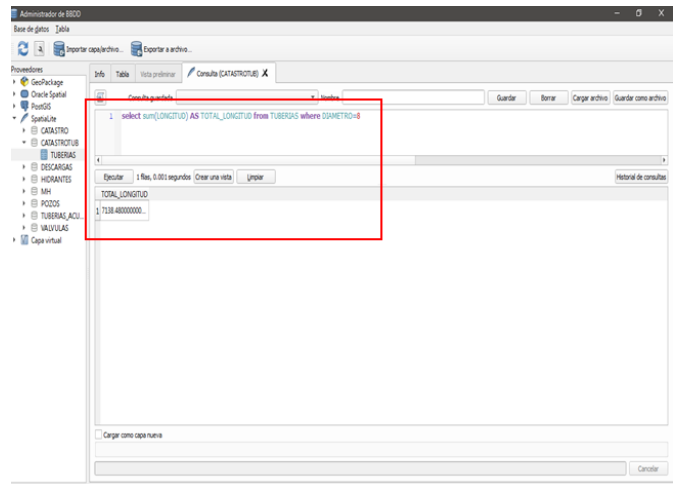 Administrador de BBDD
Base de datos Tabla
Importar capa/archivo... Exportar a archivo...
Proveedores
GeoPackage
Oracle Spatial
PostGIS
SpatiaLite
CATASTRO
CATASTROTUB
TUBERIAS
DESCARGAS
HIDRANTES
MH
POZOS
TUBERIAS_ACU...
VALVULAS
Capa virtual
Info Tabla Vista preliminar Consulta (CATASTROTUB) X
Consulta guardada Nombre Guardar Borrar Cargar archivo Guardar como archivo
1 select sum(LONGITUD) AS TOTAL_LONGITUD from TUBERIAS where DIAMETRO=8
Ejecutar 1 filas, 0.001 segundos Crear una vista Limpiar Historial de consultas
TOTAL_LONGITUD
1 7138.480000000...
Cargar como capa nueva
Cancelar